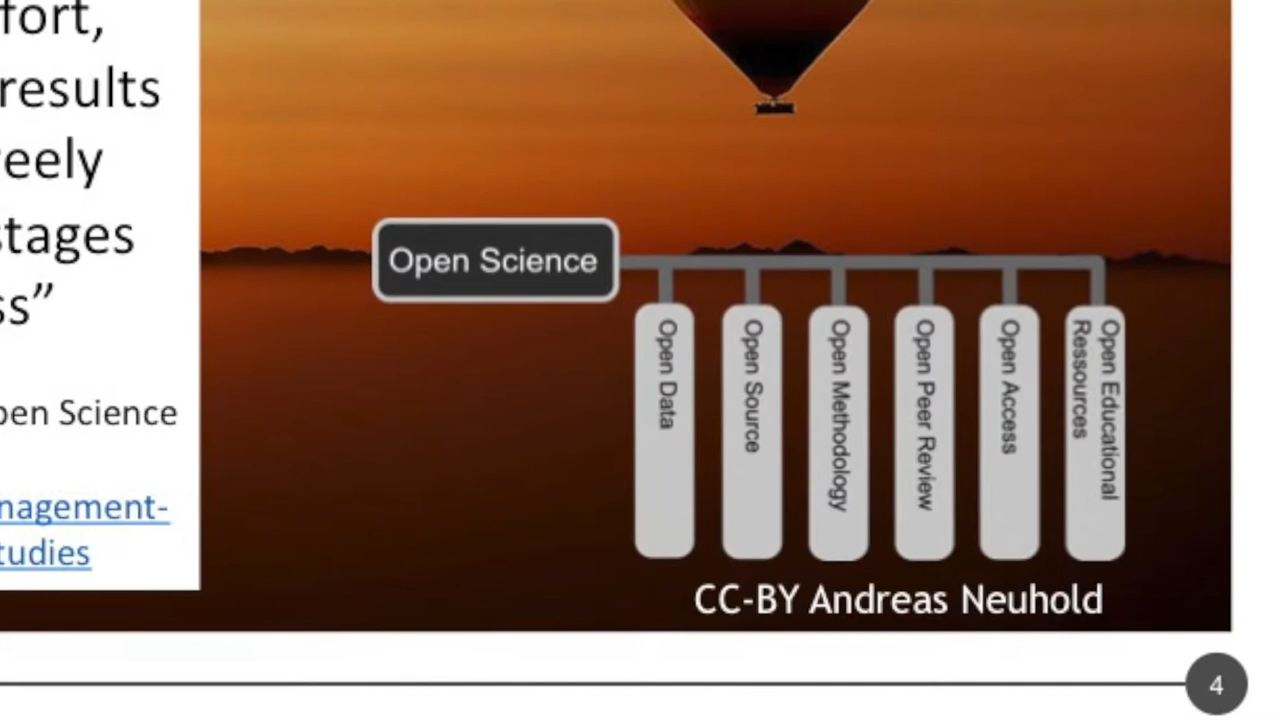 fort,
results
reely
stages
ss”
pen Science
nagement-
tudies
Open Science
Open Data
Open Source
Open Methodology
Open Peer Review
Open Access
Open Educational
Ressources
CC-BY Andreas Neuhold
4